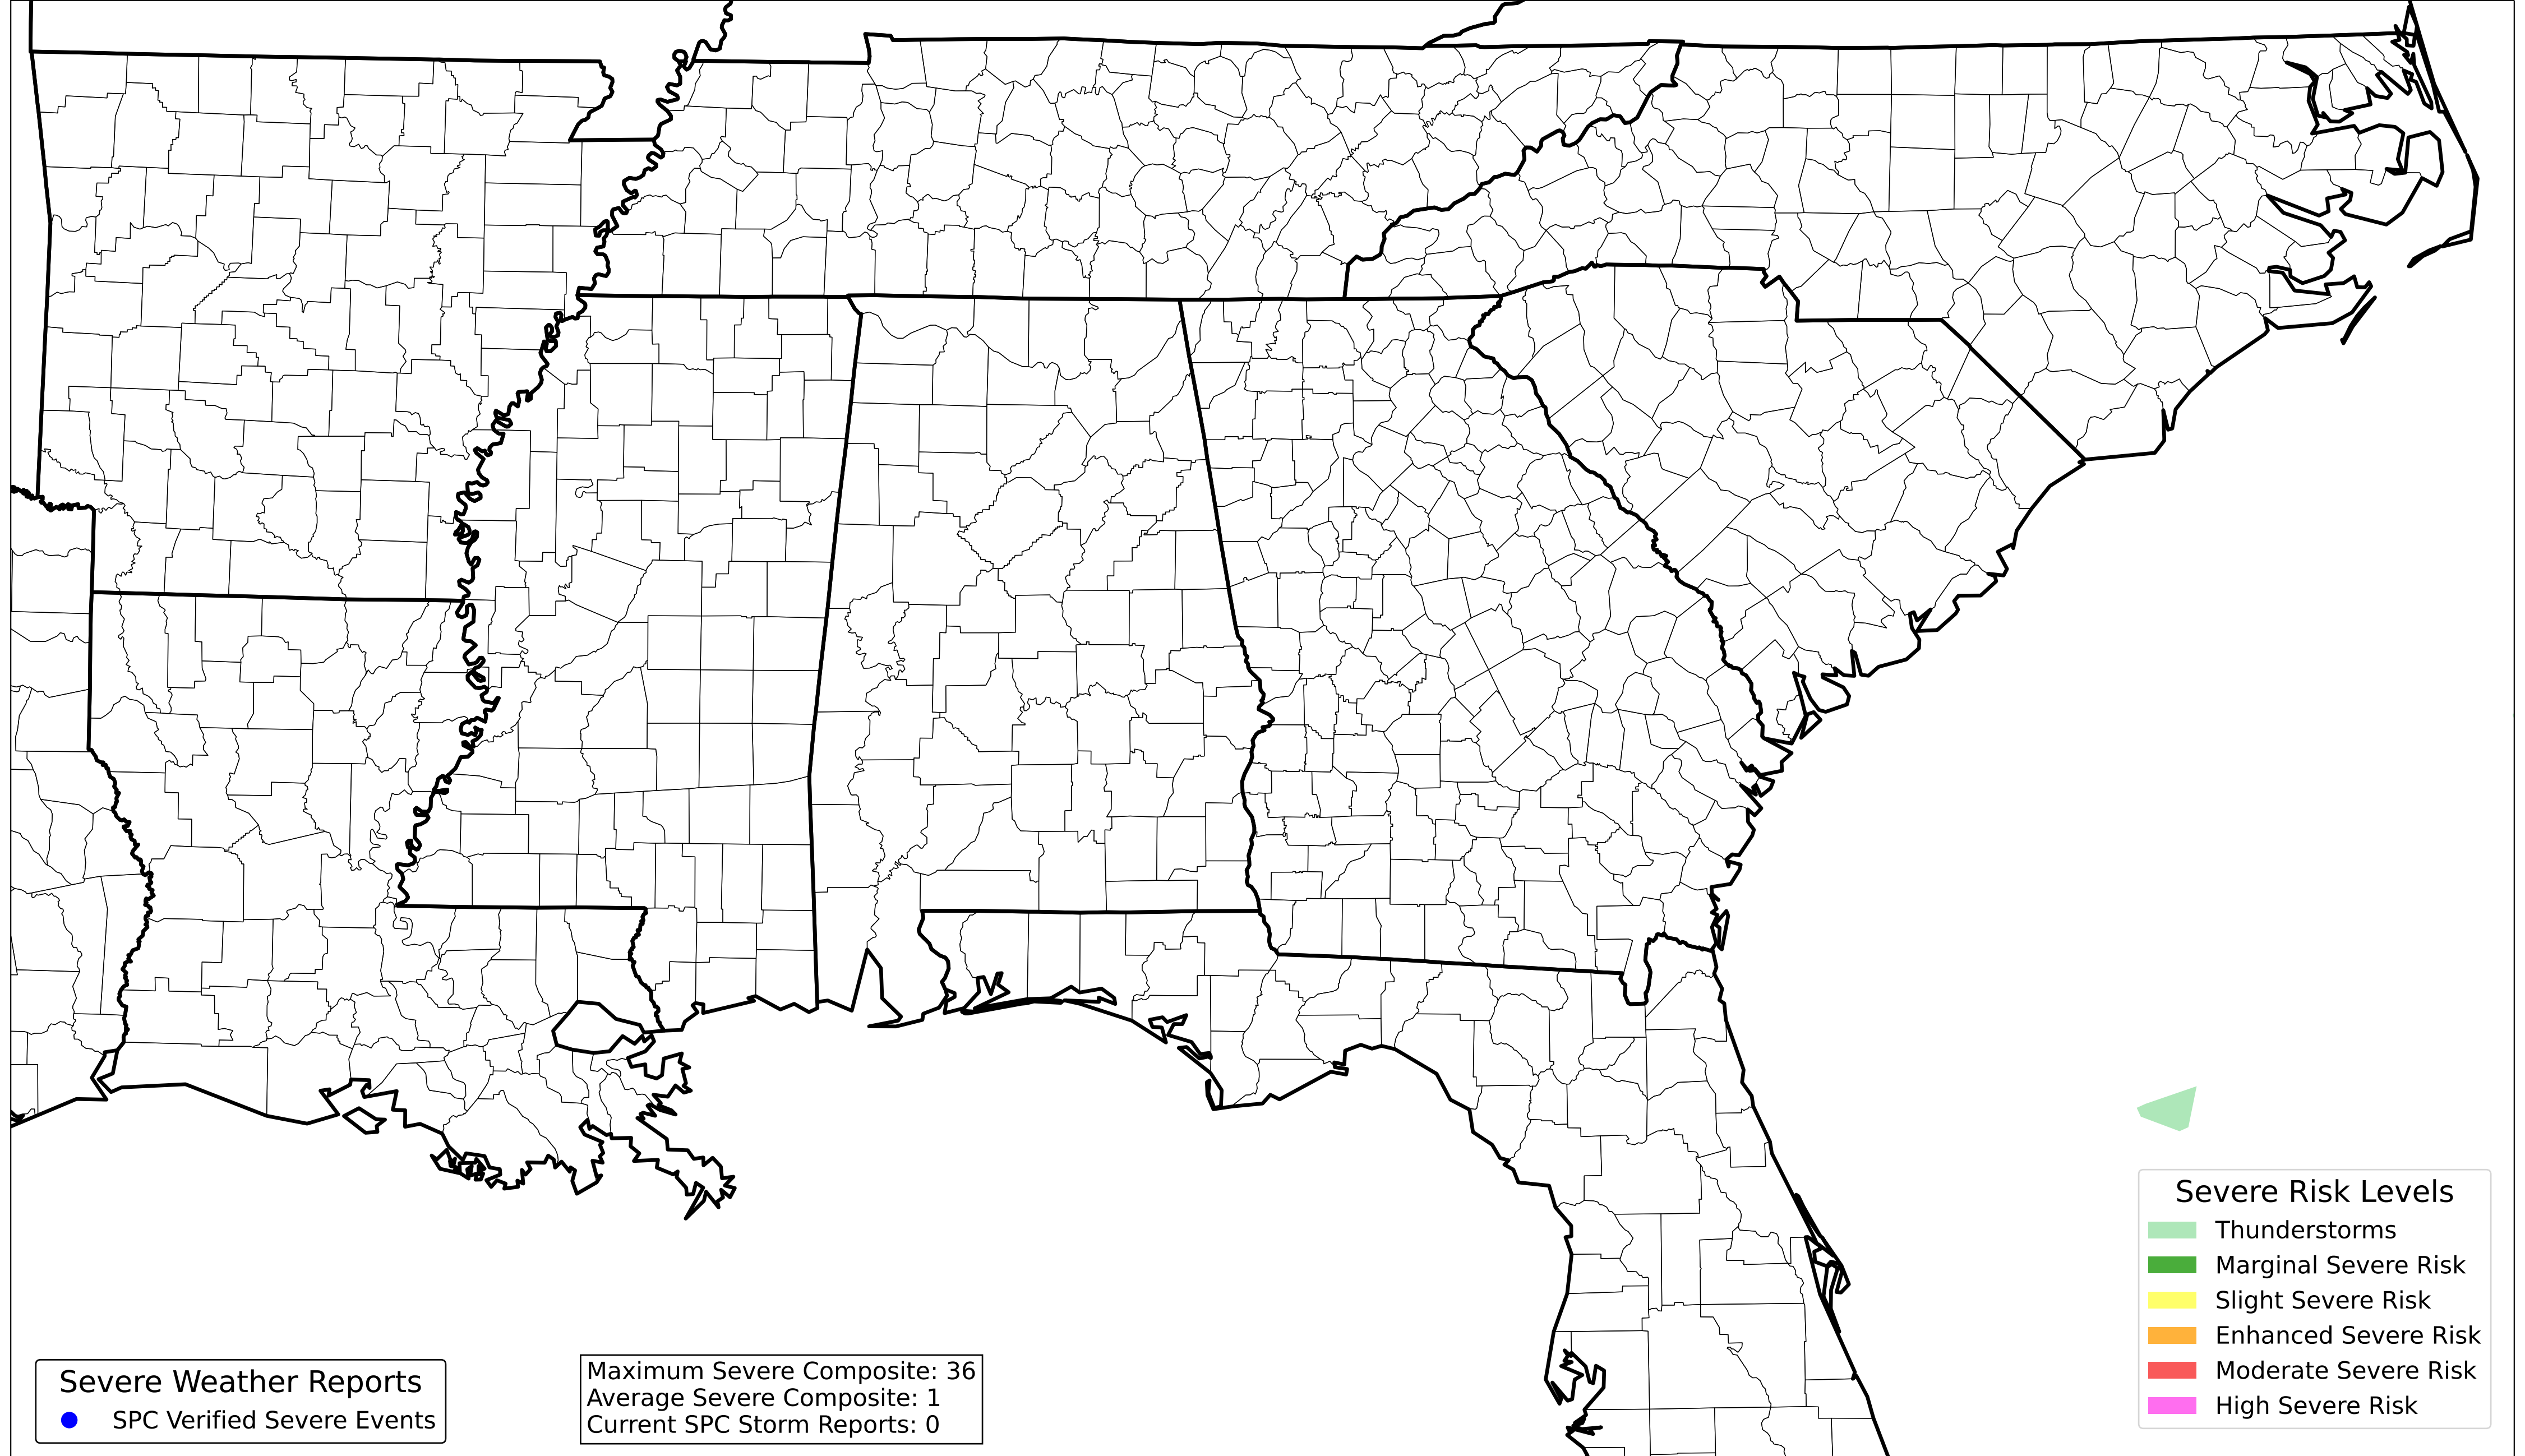 Severe Risk Levels
Thunderstorms
Marginal Severe Risk
Slight Severe Risk
Enhanced Severe Risk
Moderate Severe Risk
High Severe Risk
Severe Weather Reports
SPC Verified Severe Events
Maximum Severe Composite: 36
Average Severe Composite: 1
Current SPC Storm Reports: 0